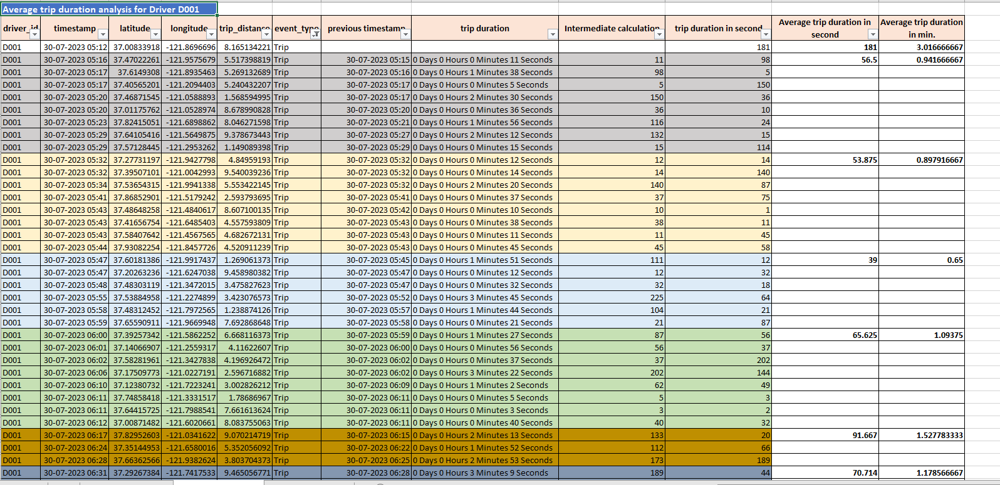 Average trip duration analysis for Driver D001
driver_id timestamp latitude longitude trip_distance event_type previous timestamp trip duration Intermediate calculation trip duration in second Average trip duration in second Average trip duration in min.
D001 30-07-2023 05:12 37.00833918 -121.8696696 8.165134221 Trip 181 181 3.016666667
D001 30-07-2023 05:16 37.47022261 -121.9575679 5.517398819 Trip 30-07-2023 05:15 0 Days 0 Hours 0 Minutes 11 Seconds 11 98 56.5 0.941666667
D001 30-07-2023 05:17 37.6149308 -121.8935463 5.269132689 Trip 30-07-2023 05:16 0 Days 0 Hours 1 Minutes 38 Seconds 98 5
D001 30-07-2023 05:17 37.40565201 -121.2094403 5.240432207 Trip 30-07-2023 05:17 0 Days 0 Hours 0 Minutes 5 Seconds 5 150
D001 30-07-2023 05:20 37.46871545 -121.0588893 1.568594995 Trip 30-07-2023 05:17 0 Days 0 Hours 2 Minutes 30 Seconds 150 36
D001 30-07-2023 05:20 37.01175762 -121.0528974 8.678990828 Trip 30-07-2023 05:20 0 Days 0 Hours 0 Minutes 36 Seconds 36 10
D001 30-07-2023 05:23 37.82415051 -121.6898862 8.046271598 Trip 30-07-2023 05:21 0 Days 0 Hours 1 Minutes 56 Seconds 116 24
D001 30-07-2023 05:29 37.64105416 -121.5649875 9.378673443 Trip 30-07-2023 05:27 0 Days 0 Hours 2 Minutes 12 Seconds 132 15
D001 30-07-2023 05:29 37.57128445 -121.2953262 1.149089398 Trip 30-07-2023 05:29 0 Days 0 Hours 0 Minutes 15 Seconds 15 114
D001 30-07-2023 05:32 37.27731197 -121.9427798 4.84959193 Trip 30-07-2023 05:32 0 Days 0 Hours 0 Minutes 12 Seconds 12 14 53.875 0.897916667
D001 30-07-2023 05:32 37.39507101 -121.0042993 9.540039236 Trip 30-07-2023 05:32 0 Days 0 Hours 0 Minutes 14 Seconds 14 140
D001 30-07-2023 05:34 37.53654315 -121.9941338 5.553422145 Trip 30-07-2023 05:32 0 Days 0 Hours 2 Minutes 20 Seconds 140 87
D001 30-07-2023 05:41 37.86852901 -121.5179242 2.593793695 Trip 30-07-2023 05:41 0 Days 0 Hours 0 Minutes 37 Seconds 37 75
D001 30-07-2023 05:43 37.48648258 -121.4840617 8.607100135 Trip 30-07-2023 05:42 0 Days 0 Hours 0 Minutes 10 Seconds 10 1
D001 30-07-2023 05:43 37.41656754 -121.6485403 4.557593809 Trip 30-07-2023 05:43 0 Days 0 Hours 0 Minutes 38 Seconds 38 11
D001 30-07-2023 05:43 37.58407642 -121.4567565 4.682672131 Trip 30-07-2023 05:43 0 Days 0 Hours 0 Minutes 11 Seconds 11 45
D001 30-07-2023 05:44 37.93082254 -121.8457726 4.520911239 Trip 30-07-2023 05:43 0 Days 0 Hours 0 Minutes 45 Seconds 45 58
D001 30-07-2023 05:47 37.60181386 -121.9917437 1.269061373 Trip 30-07-2023 05:45 0 Days 0 Hours 1 Minutes 51 Seconds 111 12 39 0.65
D001 30-07-2023 05:47 37.20263236 -121.6247038 9.458980382 Trip 30-07-2023 05:47 0 Days 0 Hours 0 Minutes 12 Seconds 12 32
D001 30-07-2023 05:48 37.48303119 -121.3472015 3.475827623 Trip 30-07-2023 05:47 0 Days 0 Hours 0 Minutes 32 Seconds 32 18
D001 30-07-2023 05:55 37.53884958 -121.2274899 3.423076573 Trip 30-07-2023 05:52 0 Days 0 Hours 3 Minutes 45 Seconds 225 64
D001 30-07-2023 05:58 37.48312452 -121.7972565 1.238874126 Trip 30-07-2023 05:57 0 Days 0 Hours 1 Minutes 44 Seconds 104 21
D001 30-07-2023 05:59 37.65590911 -121.9669948 7.692868648 Trip 30-07-2023 05:58 0 Days 0 Hours 0 Minutes 21 Seconds 21 87
D001 30-07-2023 06:00 37.39257342 -121.5862252 6.668116373 Trip 30-07-2023 05:59 0 Days 0 Hours 1 Minutes 27 Seconds 87 56 65.625 1.09375
D001 30-07-2023 06:01 37.14066907 -121.2559317 4.11622607 Trip 30-07-2023 06:00 0 Days 0 Hours 0 Minutes 56 Seconds 56 37
D001 30-07-2023 06:02 37.58281961 -121.3427838 4.196926472 Trip 30-07-2023 06:02 0 Days 0 Hours 0 Minutes 37 Seconds 37 202
D001 30-07-2023 06:06 37.17509773 -121.0227191 2.596716882 Trip 30-07-2023 06:02 0 Days 0 Hours 3 Minutes 22 Seconds 202 144
D001 30-07-2023 06:10 37.12380732 -121.7223241 3.002826212 Trip 30-07-2023 06:09 0 Days 0 Hours 1 Minutes 2 Seconds 62 49
D001 30-07-2023 06:11 37.74858418 -121.3331517 1.78686967 Trip 30-07-2023 06:11 0 Days 0 Hours 0 Minutes 5 Seconds 5 3
D001 30-07-2023 06:11 37.64415725 -121.7988541 7.661613624 Trip 30-07-2023 06:11 0 Days 0 Hours 0 Minutes 3 Seconds 3 2
D001 30-07-2023 06:12 37.00871482 -121.6020661 8.083755063 Trip 30-07-2023 06:11 0 Days 0 Hours 0 Minutes 40 Seconds 40 32
D001 30-07-2023 06:17 37.82952603 -121.0341622 9.070214719 Trip 30-07-2023 06:15 0 Days 0 Hours 2 Minutes 13 Seconds 133 20 91.667 1.527783333
D001 30-07-2023 06:24 37.35144953 -121.6580016 5.352056092 Trip 30-07-2023 06:22 0 Days 0 Hours 1 Minutes 52 Seconds 112 66
D001 30-07-2023 06:28 37.66362566 -121.9382624 3.803704373 Trip 30-07-2023 06:25 0 Days 0 Hours 2 Minutes 53 Seconds 173 189
D001 30-07-2023 06:31 37.29267384 -121.7417533 9.465056771 Trip 30-07-2023 06:28 0 Days 0 Hours 3 Minutes 9 Seconds 189 44 70.714 1.178566667